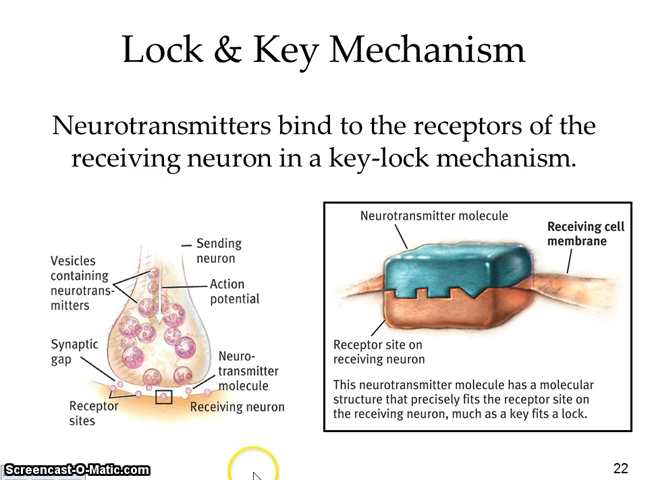 Lock & Key Mechanism
Neurotransmitters bind to the receptors of the
receiving neuron in a key-lock mechanism.
Sending
neuron
Vesicles
containing
neurotrans-
mitters
Action
potential
Synaptic
gap
Neuro-
transmitter
molecule
Receptor
sites
Receiving neuron
Neurotransmitter molecule
Receiving cell
membrane
Receptor site on
receiving neuron
This neurotransmitter molecule has a molecular
structure that precisely fits the receptor site on
the receiving neuron, much as a key fits a lock.
Screencast-O-Matic.com
22